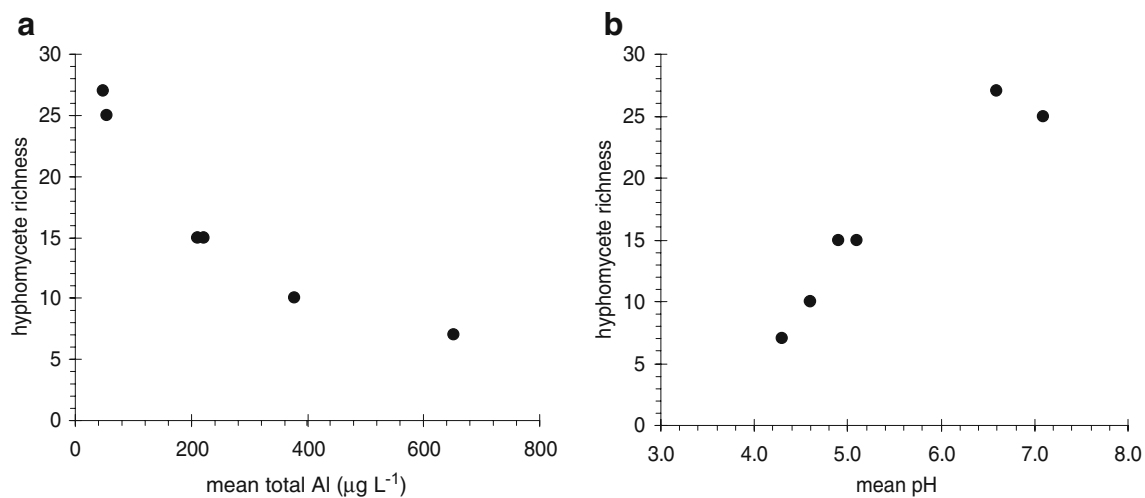 a
30
25
20
15
10
5
0
hyphomycete richness
0 200 400 600 800
mean total Al (µg L⁻¹)
b
30
25
20
15
10
5
0
hyphomycete richness
3.0 4.0 5.0 6.0 7.0 8.0
mean pH